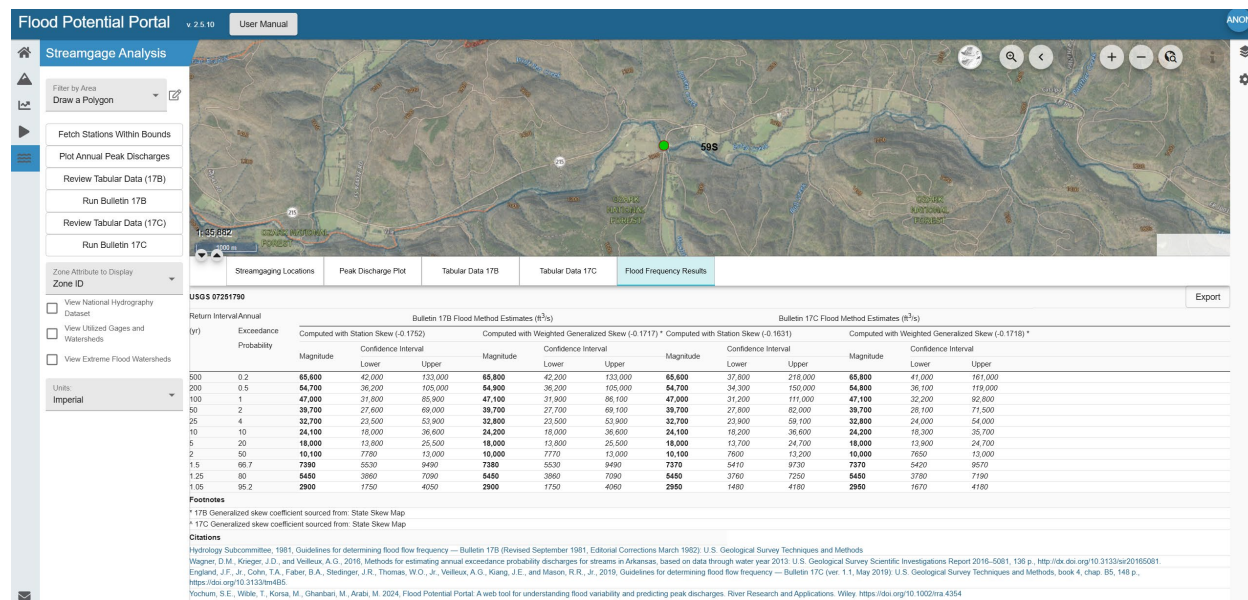 Flood Potential Portal v. 2.5.10 User Manual ANON
Streamgage Analysis
Filter by Area
Draw a Polygon
Fetch Stations Within Bounds
Plot Annual Peak Discharges
Review Tabular Data (17B)
Run Bulletin 17B
Review Tabular Data (17C)
Run Bulletin 17C
Zone Attribute to Display
Zone ID
View National Hydrography
Dataset
View Utilized Gages and
Watersheds
View Extreme Flood Watersheds
Units:
Imperial
59S
215
215
OZARK
NATIONAL
FOREST
OZARK
NATIONAL
FOREST
OZARK NATIONAL
FOREST
1: 35,682
1000 m
Streamgaging Locations Peak Discharge Plot Tabular Data 17B Tabular Data 17C Flood Frequency Results
USGS 07251790 Export
Return Interval Annual Bulletin 17B Flood Method Estimates (ft³/s) Bulletin 17C Flood Method Estimates (ft³/s)
(yr) Exceedance Computed with Station Skew (-0.1752) Computed with Weighted Generalized Skew (-0.1717) * Computed with Station Skew (-0.1631) Computed with Weighted Generalized Skew (-0.1718) *
Probability Magnitude Confidence Interval Magnitude Confidence Interval Magnitude Confidence Interval Magnitude Confidence Interval
Lower Upper Lower Upper Lower Upper Lower Upper
500 0.2 65,600 42,000 133,000 65,800 42,200 133,000 65,600 37,800 218,000 65,800 41,000 161,000
200 0.5 54,700 36,200 105,000 54,900 36,200 105,000 54,700 34,300 150,000 54,800 36,100 119,000
100 1 47,000 31,800 85,900 47,100 31,900 86,100 47,000 31,200 111,000 47,100 32,200 92,800
50 2 39,700 27,600 69,000 39,700 27,700 69,100 39,700 27,800 82,000 39,700 28,100 71,500
25 4 32,700 23,500 53,900 32,800 23,500 53,900 32,700 23,900 59,100 32,800 24,000 54,000
10 10 24,100 18,000 36,600 24,200 18,000 36,600 24,100 18,200 36,600 24,100 18,300 35,700
5 20 18,000 13,800 25,500 18,000 13,800 25,500 18,000 13,700 24,700 18,000 13,900 24,700
2 50 10,100 7780 13,000 10,000 7770 13,000 10,100 7600 13,200 10,000 7650 13,000
1.5 66.7 7390 5530 9490 7380 5530 9490 7370 5410 9730 7370 5420 9570
1.25 80 5450 3860 7090 5450 3860 7090 5450 3760 7250 5450 3780 7190
1.05 95.2 2900 1750 4050 2900 1750 4060 2950 1480 4180 2950 1670 4180
Footnotes
* 17B Generalized skew coefficient sourced from: State Skew Map
^ 17C Generalized skew coefficient sourced from: State Skew Map
Citations
Hydrology Subcommittee, 1981, Guidelines for determining flood flow frequency — Bulletin 17B (Revised September 1981, Editorial Corrections March 1982): U.S. Geological Survey Techniques and Methods
Wagner, D.M., Krieger, J.D., and Veilleux, A.G., 2016, Methods for estimating annual exceedance probability discharges for streams in Arkansas, based on data through water year 2013: U.S. Geological Survey Scientific Investigations Report 2016–5081, 136 p., http://dx.doi.org/10.3133/sir20165081.
England, J.F., Jr., Cohn, T.A., Faber, B.A., Stedinger, J.R., Thomas, W.O., Jr., Veilleux, A.G., Kiang, J.E., and Mason, R.R., Jr., 2019, Guidelines for determining flood flow frequency — Bulletin 17C (ver. 1.1, May 2019): U.S. Geological Survey Techniques and Methods, book 4, chap. B5, 148 p.,
https://doi.org/10.3133/tm4B5.
Yochum, S.E., Wible, T., Korsa, M., Ghanbari, M., Arabi, M. 2024, Flood Potential Portal: A web tool for understanding flood variability and predicting peak discharges. River Research and Applications. Wiley. https://doi.org/10.1002/rra.4354